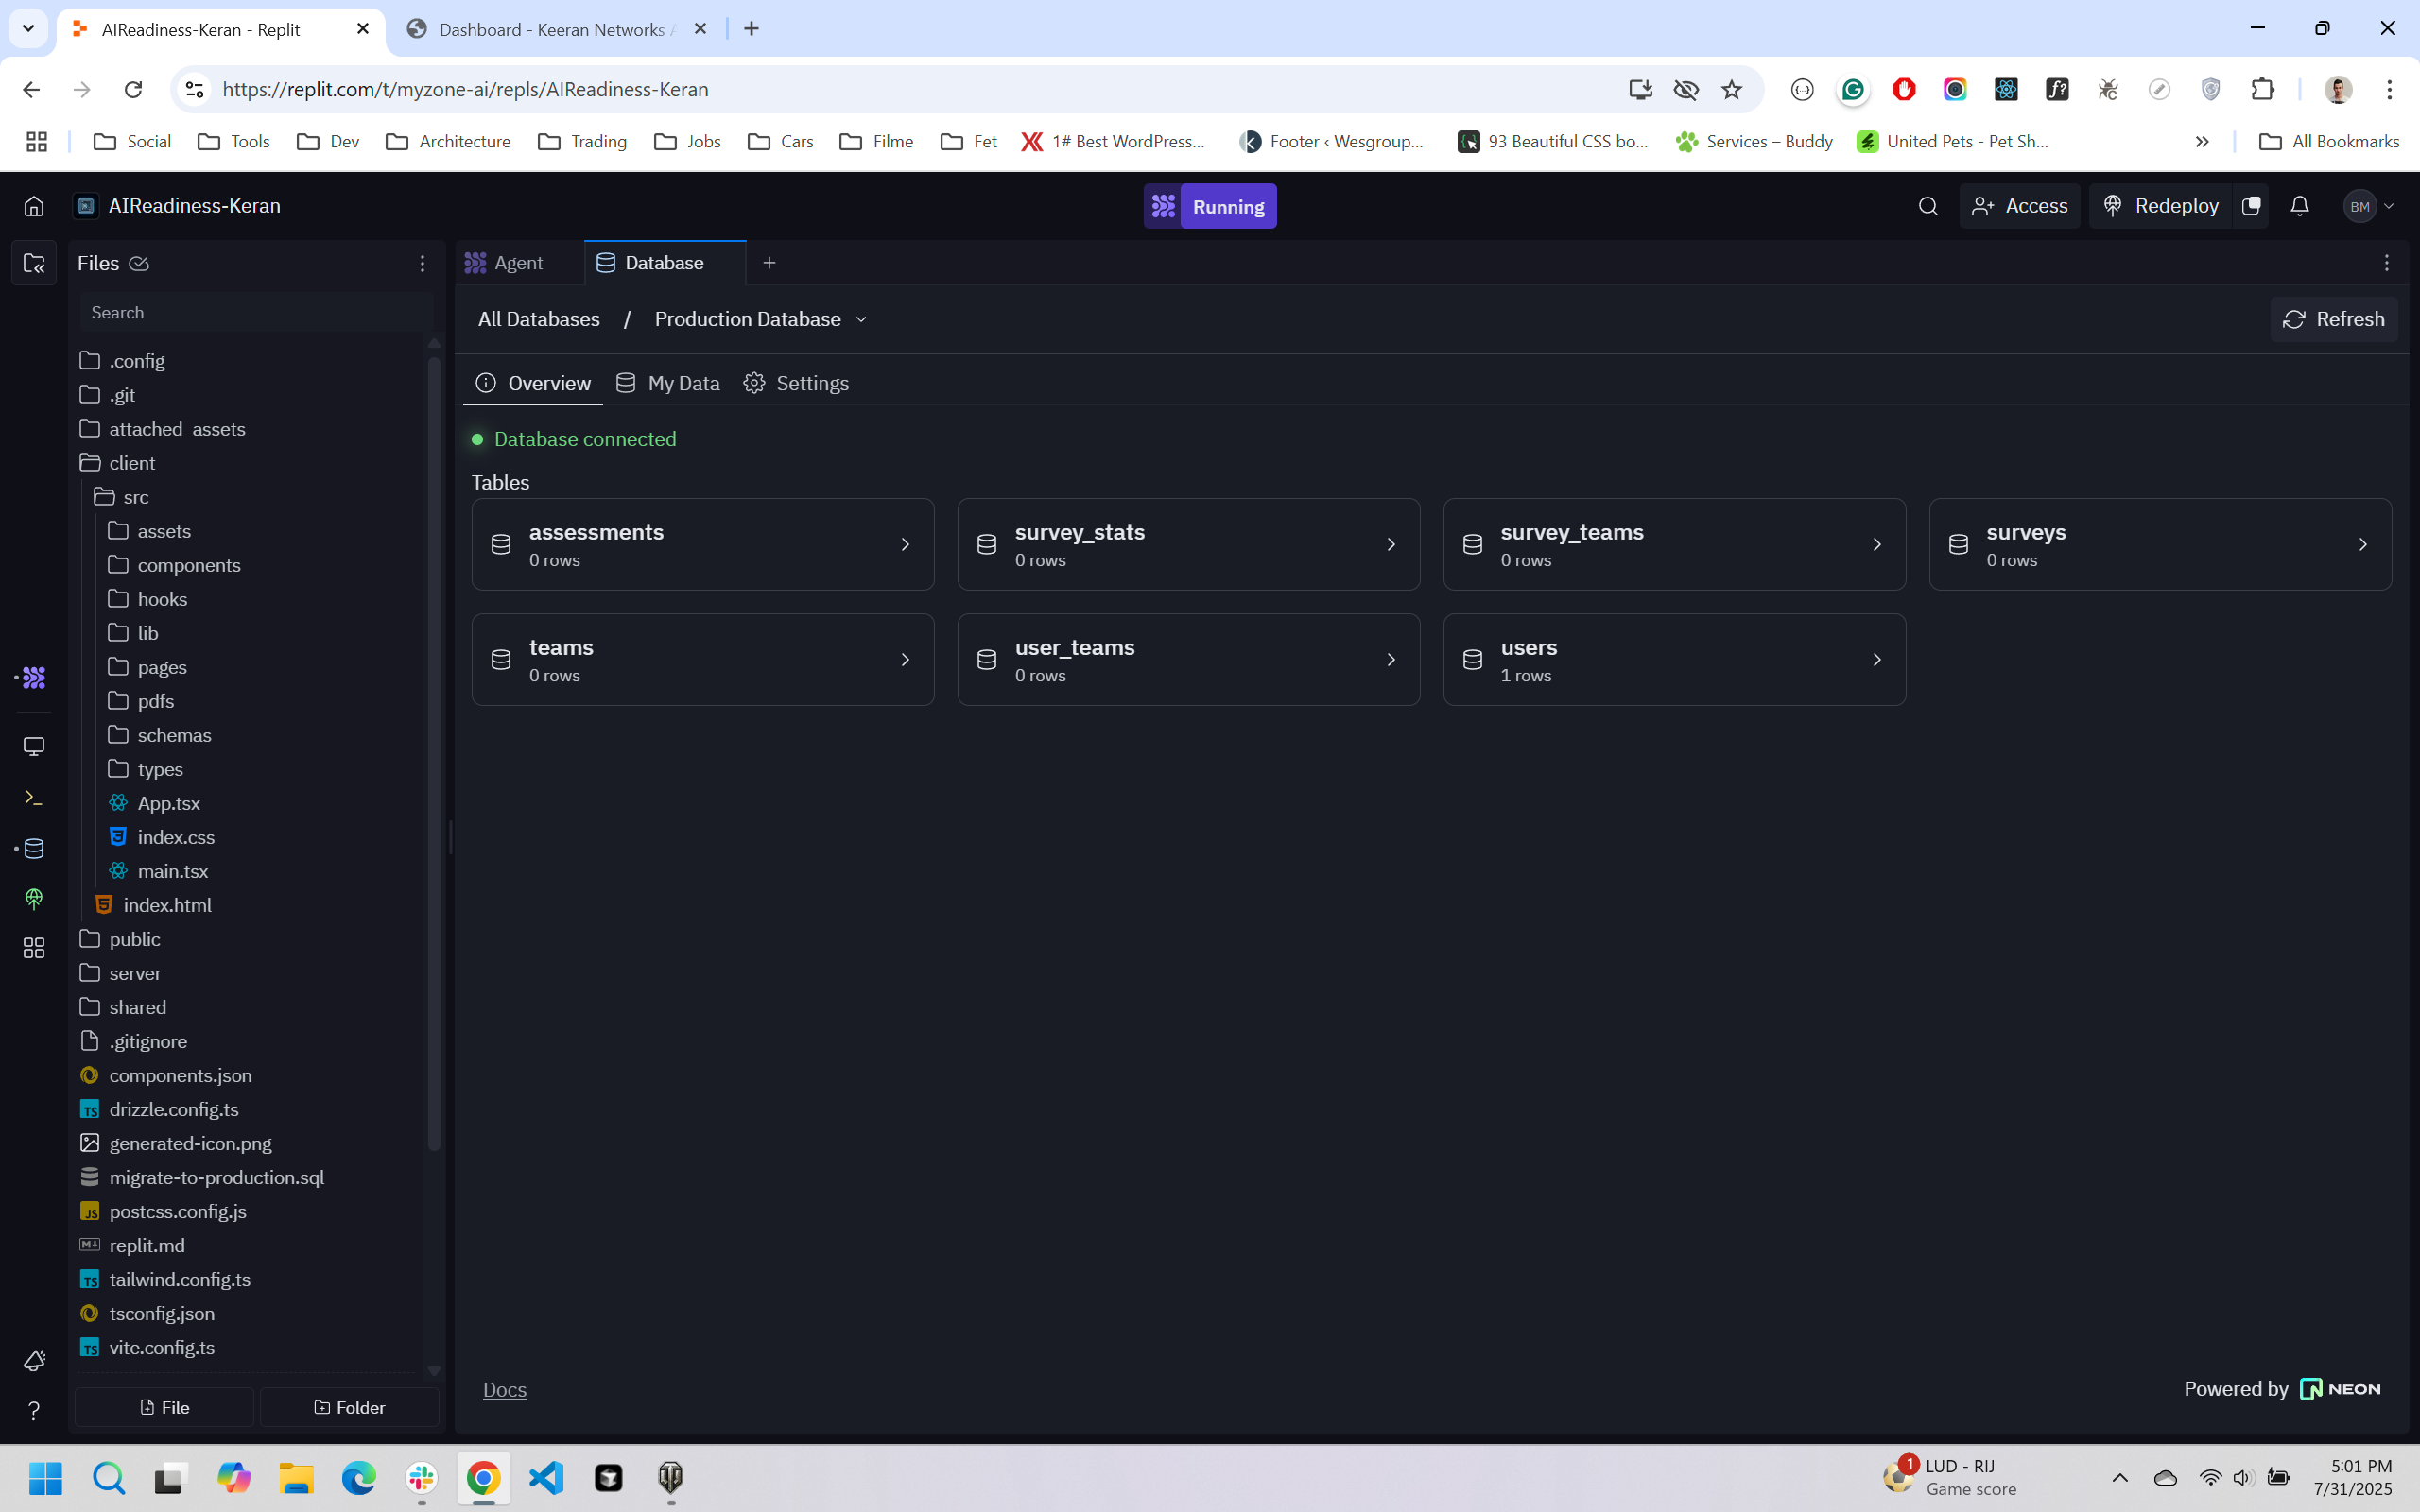 AIReadiness-Keran - Replit
Dashboard - Keeran Networks
https://replit.com/t/myzone-ai/repls/AIReadiness-Keran
Social
Tools
Dev
Architecture
Trading
Jobs
Cars
Filme
Fet
1# Best WordPress...
Footer ‹ Wesgroup...
93 Beautiful CSS bo...
Services – Buddy
United Pets - Pet Sh...
All Bookmarks
AIReadiness-Keran
Running
Access
Redeploy
BM
Files
Agent
Database
Search
All Databases / Production Database
Refresh
Overview
My Data
Settings
Database connected
Tables
assessments
0 rows
survey_stats
0 rows
survey_teams
0 rows
surveys
0 rows
teams
0 rows
user_teams
0 rows
users
1 rows
.config
.git
attached_assets
client
src
assets
components
hooks
lib
pages
pdfs
schemas
types
App.tsx
index.css
main.tsx
index.html
public
server
shared
.gitignore
components.json
drizzle.config.ts
generated-icon.png
migrate-to-production.sql
postcss.config.js
replit.md
tailwind.config.ts
tsconfig.json
vite.config.ts
File
Folder
Docs
Powered by NEON
1
LUD - RIJ
Game score
5:01 PM
7/31/2025